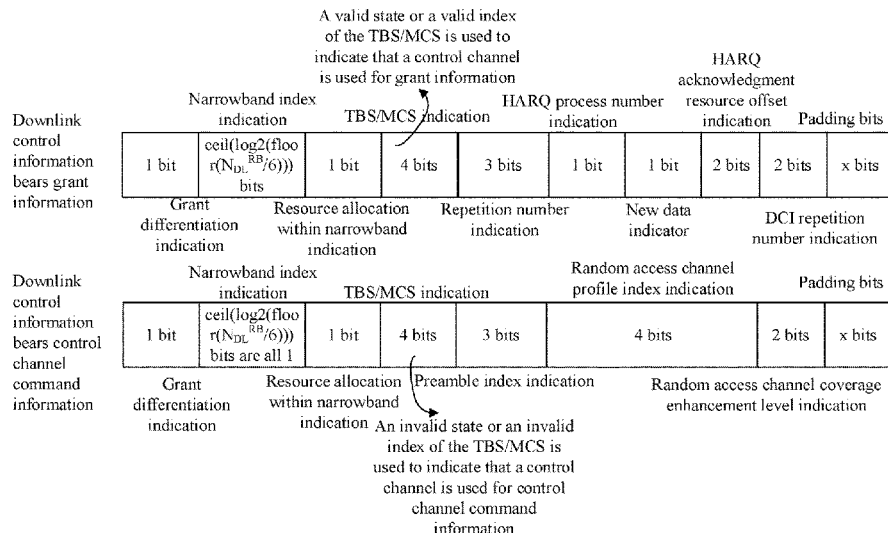 A valid state or a valid index
of the TBS/MCS is used to
indicate that a control channel
is used for grant information
Downlink
control
information
bears grant
information
Narrowband index
indication
TBS/MCS indication
HARQ process number
indication
HARQ
acknowledgment
resource offset
indication
Padding bits
1 bit
ceil(log2(floo
r(N_DL^RB/6)))
bits
1 bit
4 bits
3 bits
1 bit
1 bit
2 bits
2 bits
x bits
Grant
differentiation
indication
Resource allocation
within narrowband
indication
Repetition number
indication
New data
indicator
DCI repetition
number indication
Downlink
control
information
bears control
channel
command
information
Narrowband index
indication
TBS/MCS indication
Random access channel
profile index indication
Padding bits
1 bit
ceil(log2(floo
r(N_DL^RB/6)))
bits are all 1
1 bit
4 bits
3 bits
4 bits
2 bits
x bits
Grant
differentiation
indication
Resource allocation
within narrowband
indication
Preamble index indication
Random access channel coverage
enhancement level indication
An invalid state or an invalid
index of the TBS/MCS is
used to indicate that a control
channel is used for control
channel command
information